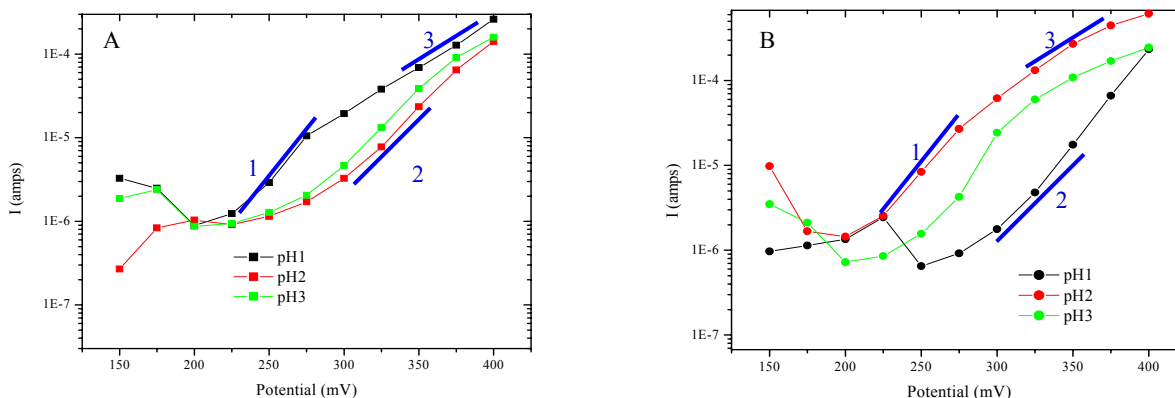 A
I (amps)
1E-4
1E-5
1E-6
1E-7
1
2
3
pH1
pH2
pH3
150 200 250 300 350 400
Potential (mV)
B
I (amps)
1E-4
1E-5
1E-6
1E-7
1
2
3
pH1
pH2
pH3
150 200 250 300 350 400
Potential (mV)